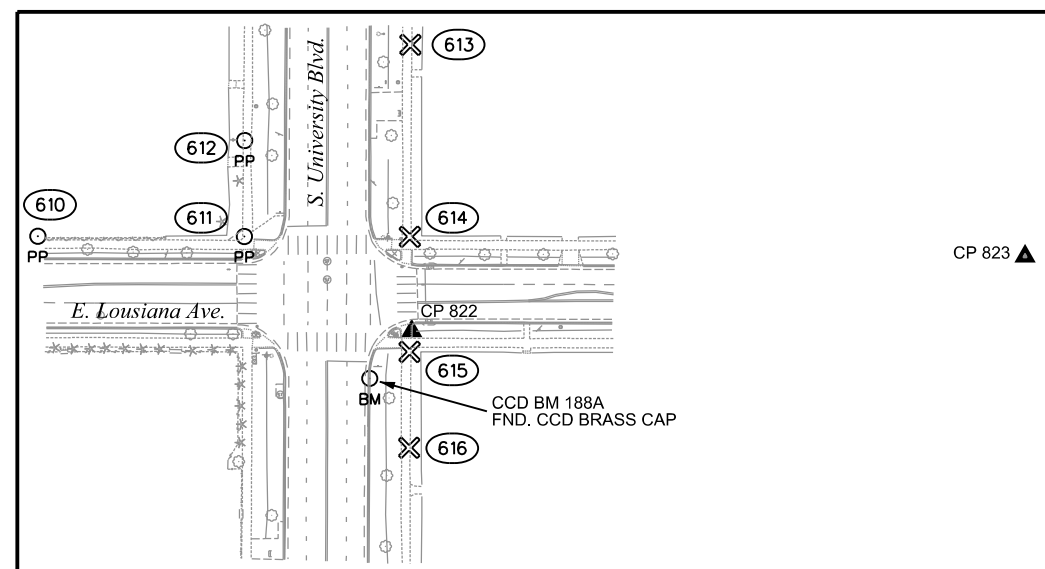 613
S. University Blvd.
612
PP
610
611
614
PP
PP
CP 823
E. Lousiana Ave.
CP 822
615
BM
CCD BM 188A
FND. CCD BRASS CAP
616